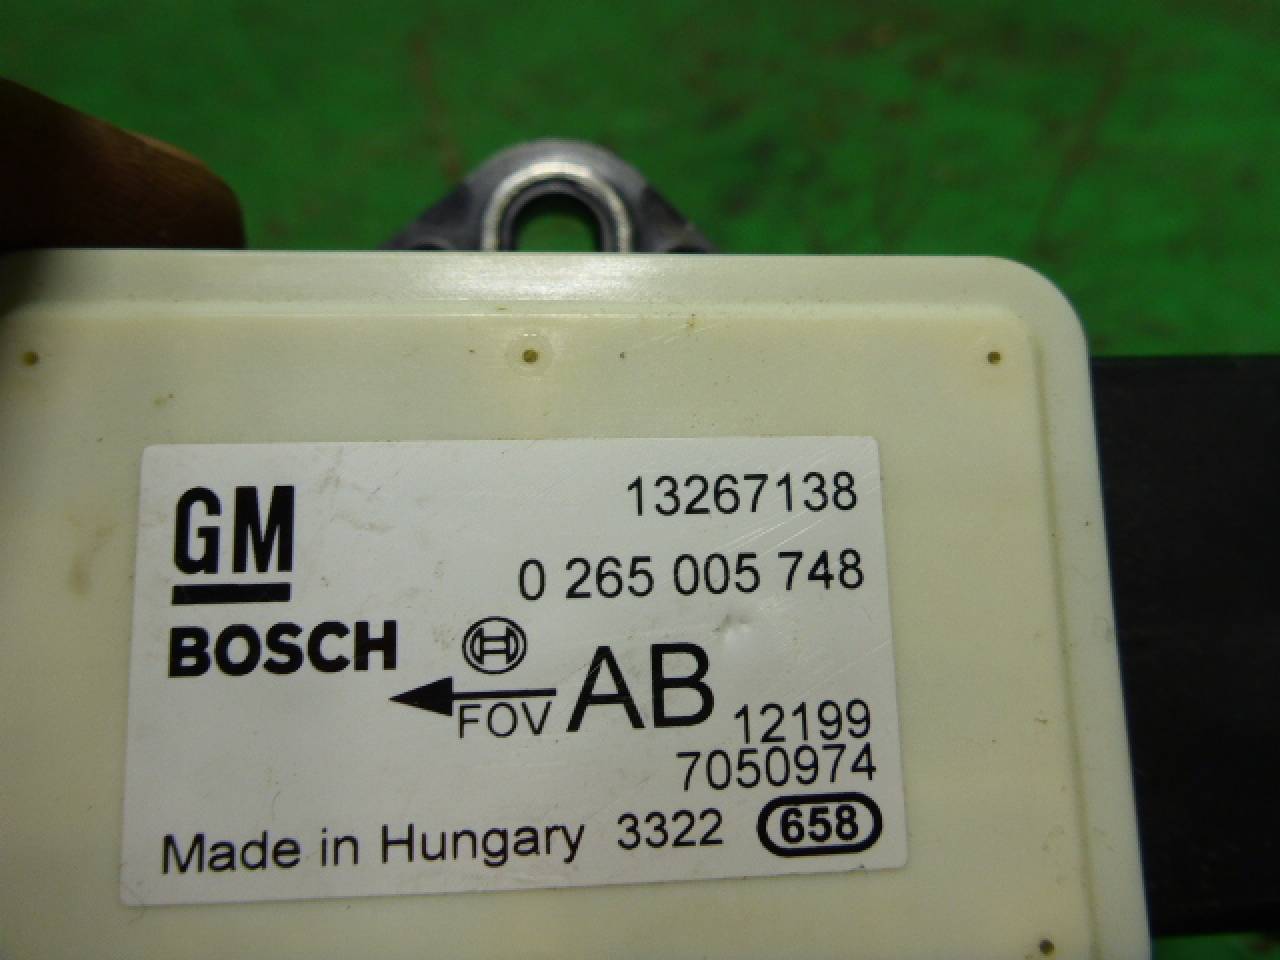 GM
13267138
0 265 005 748
BOSCH
FOV
AB
12199
7050974
Made in Hungary 3322 658